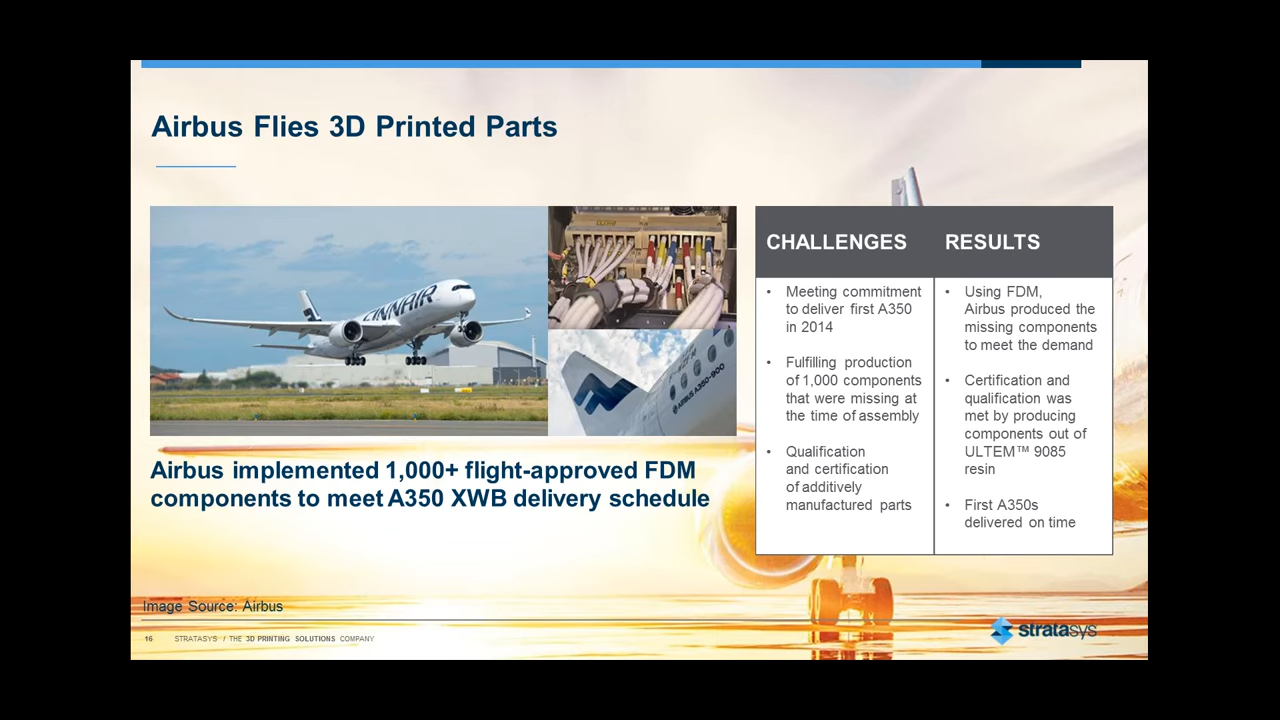 Airbus Flies 3D Printed Parts
FINNAIR
AIRBUS A350-900
Airbus implemented 1,000+ flight-approved FDM
components to meet A350 XWB delivery schedule
CHALLENGES
• Meeting commitment
to deliver first A350
in 2014
• Fulfilling production
of 1,000 components
that were missing at
the time of assembly
• Qualification
and certification
of additively
manufactured parts
RESULTS
• Using FDM,
Airbus produced the
missing components
to meet the demand
• Certification and
qualification was
met by producing
components out of
ULTEM™ 9085
resin
• First A350s
delivered on time
Image Source: Airbus
16 STRATASYS / THE 3D PRINTING SOLUTIONS COMPANY
stratasys